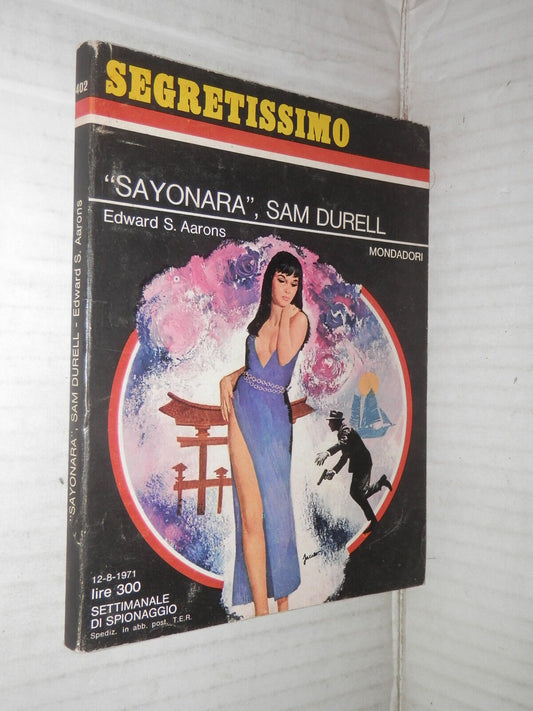 SEGRETISSIMO
"SAYONARA", SAM DURELL
Edward S. Aarons
MONDADORI
12-8-1971
lire 300
SETTIMANALE
DI SPIONAGGIO
Spediz. in abb. post. T.E.R.
402
"SAYONARA", SAM DURELL - Edward S. Aarons